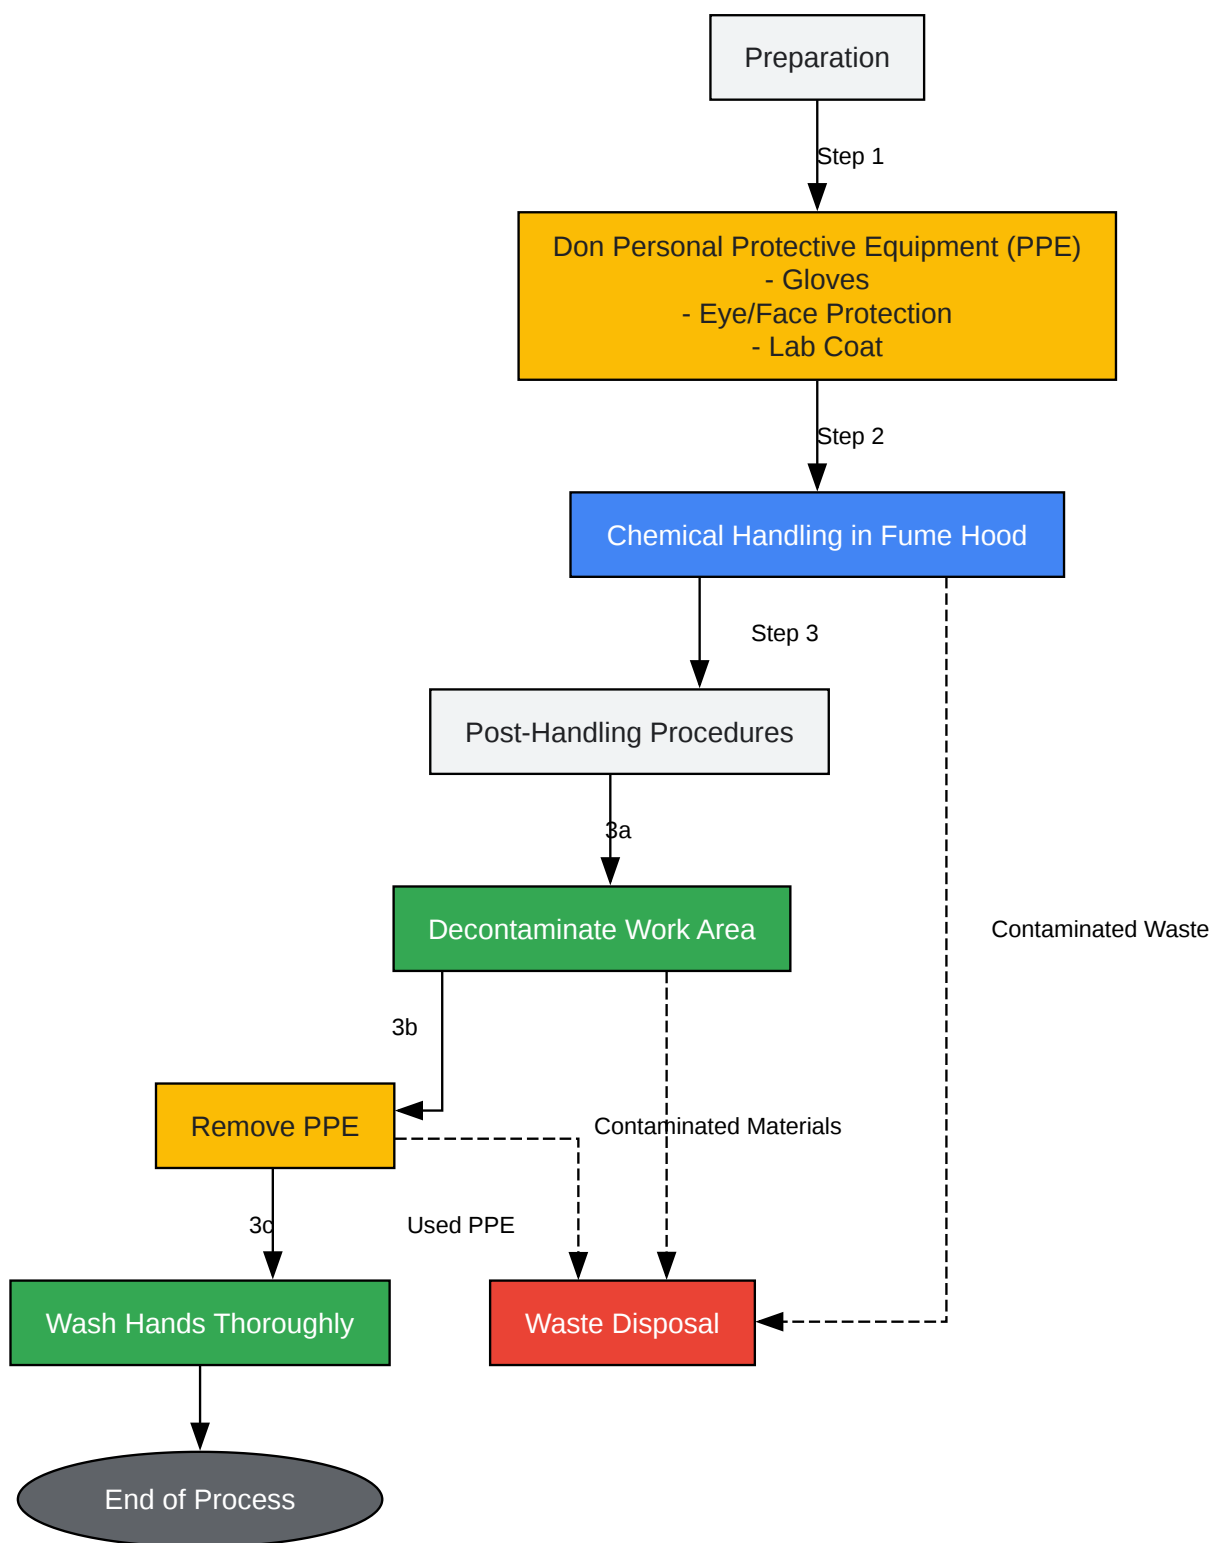 Preparation
Step 1
Don Personal Protective Equipment (PPE)
- Gloves
- Eye/Face Protection
- Lab Coat
Step 2
Chemical Handling in Fume Hood
Step 3
Post-Handling Procedures
3a
Decontaminate Work Area
Contaminated Waste
3b
Remove PPE
Contaminated Materials
3c
Used PPE
Wash Hands Thoroughly
Waste Disposal
End of Process